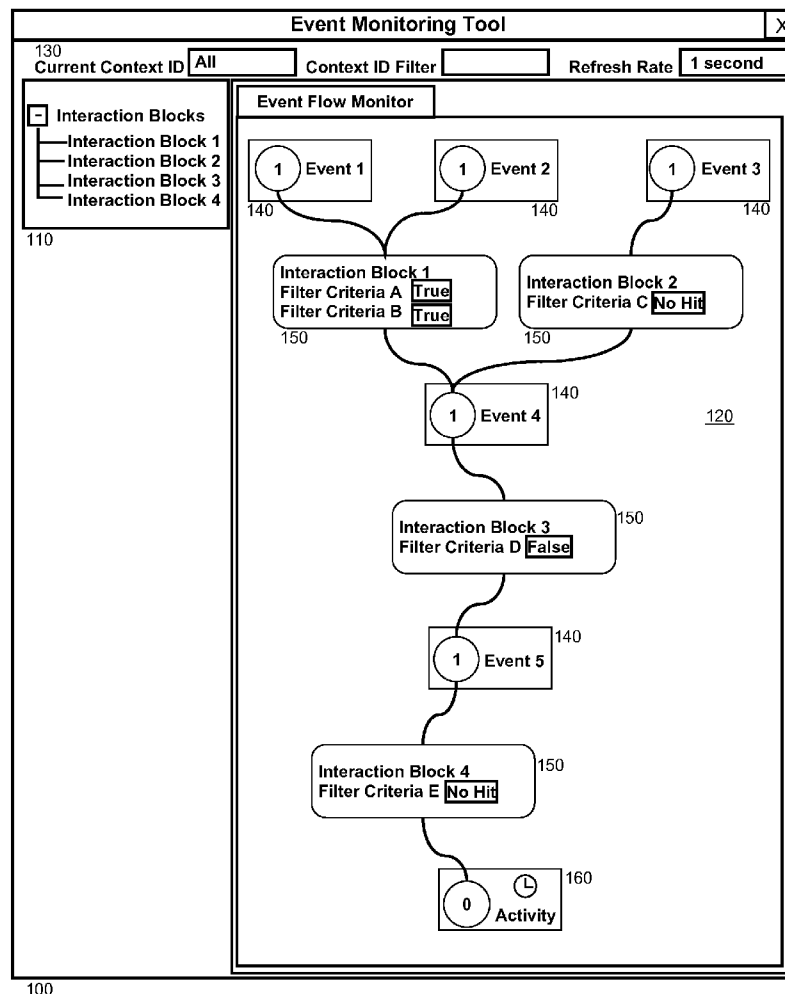 Event Monitoring Tool X
130
Current Context ID All Context ID Filter Refresh Rate 1 second
- Interaction Blocks
Interaction Block 1
Interaction Block 2
Interaction Block 3
Interaction Block 4
110
Event Flow Monitor
1 Event 1
140
1 Event 2
140
1 Event 3
140
Interaction Block 1
Filter Criteria A True
Filter Criteria B True
150
Interaction Block 2
Filter Criteria C No Hit
150
1 Event 4
140
120
Interaction Block 3
Filter Criteria D False
150
1 Event 5
140
Interaction Block 4
Filter Criteria E No Hit
150
0 Activity
160
100